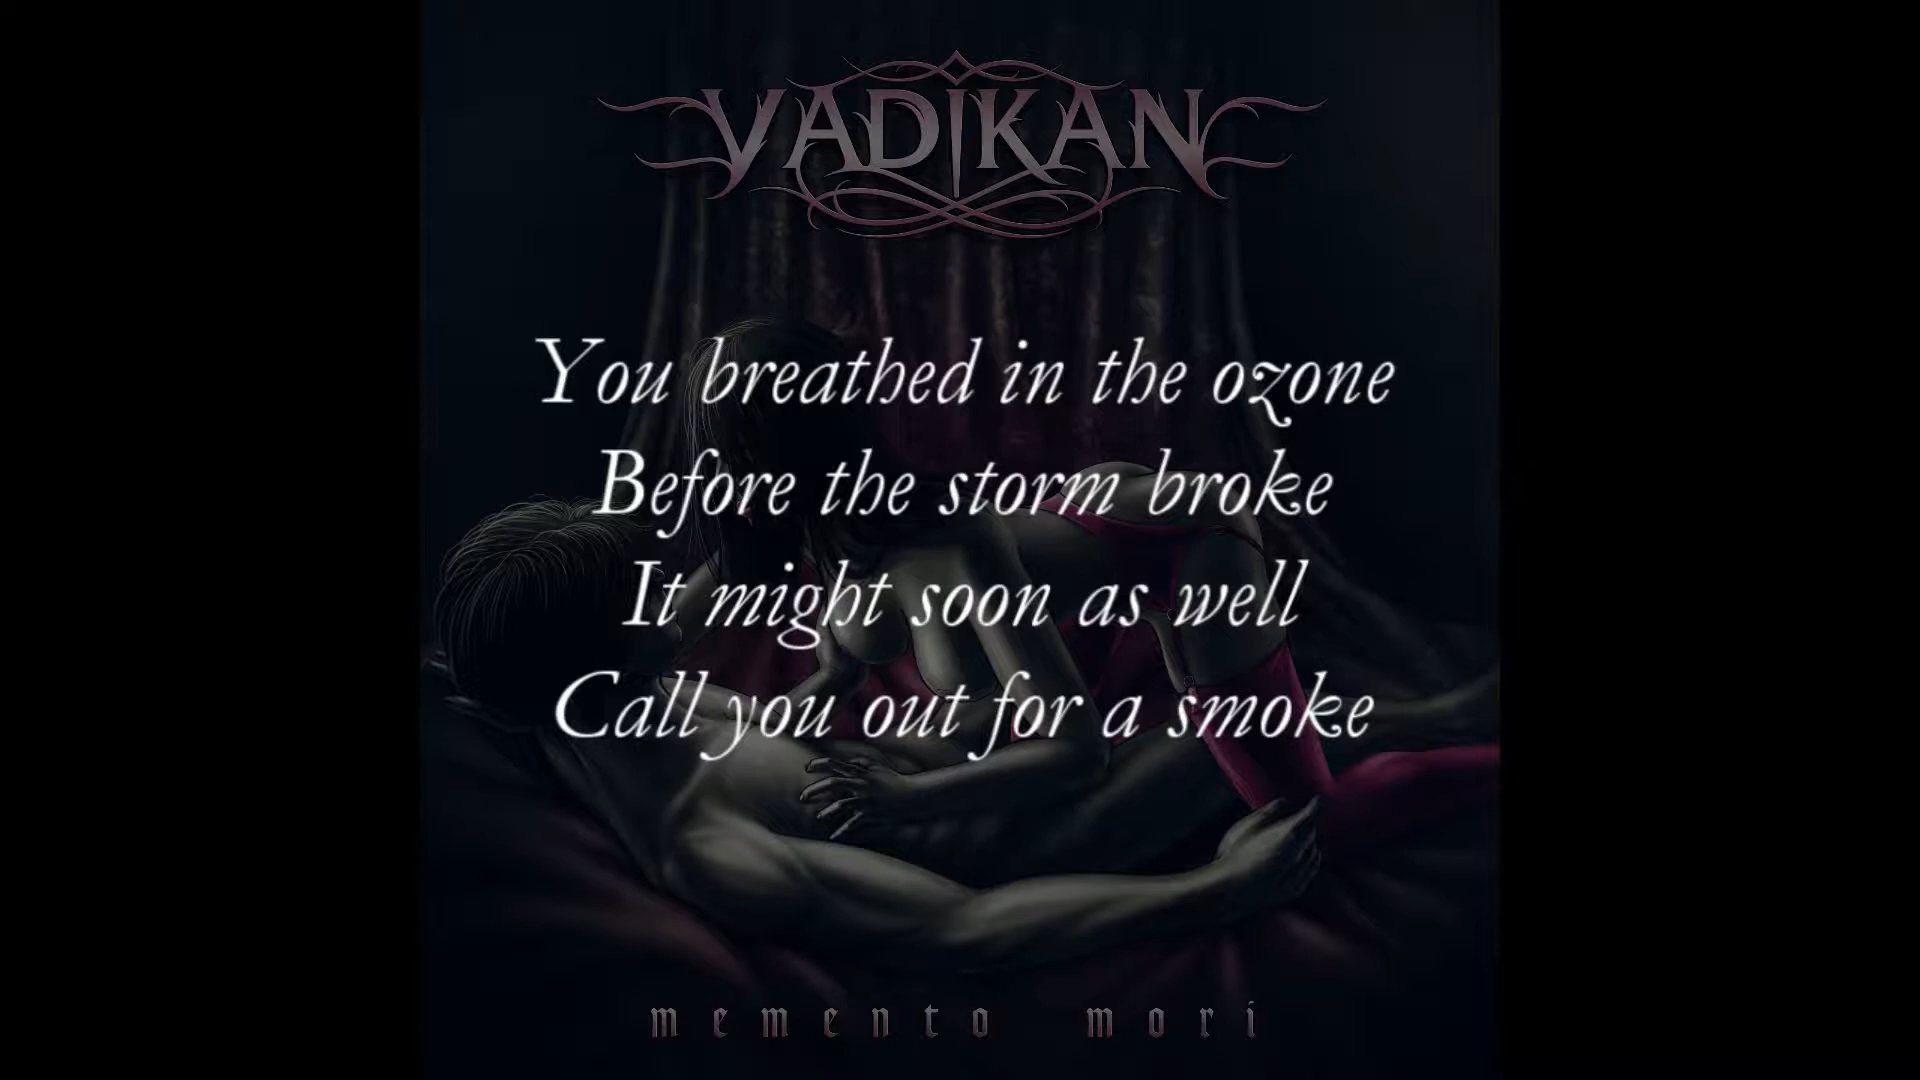 VADIKAN
You breathed in the ozone
Before the storm broke
It might soon as well
Call you out for a smoke
memento mori